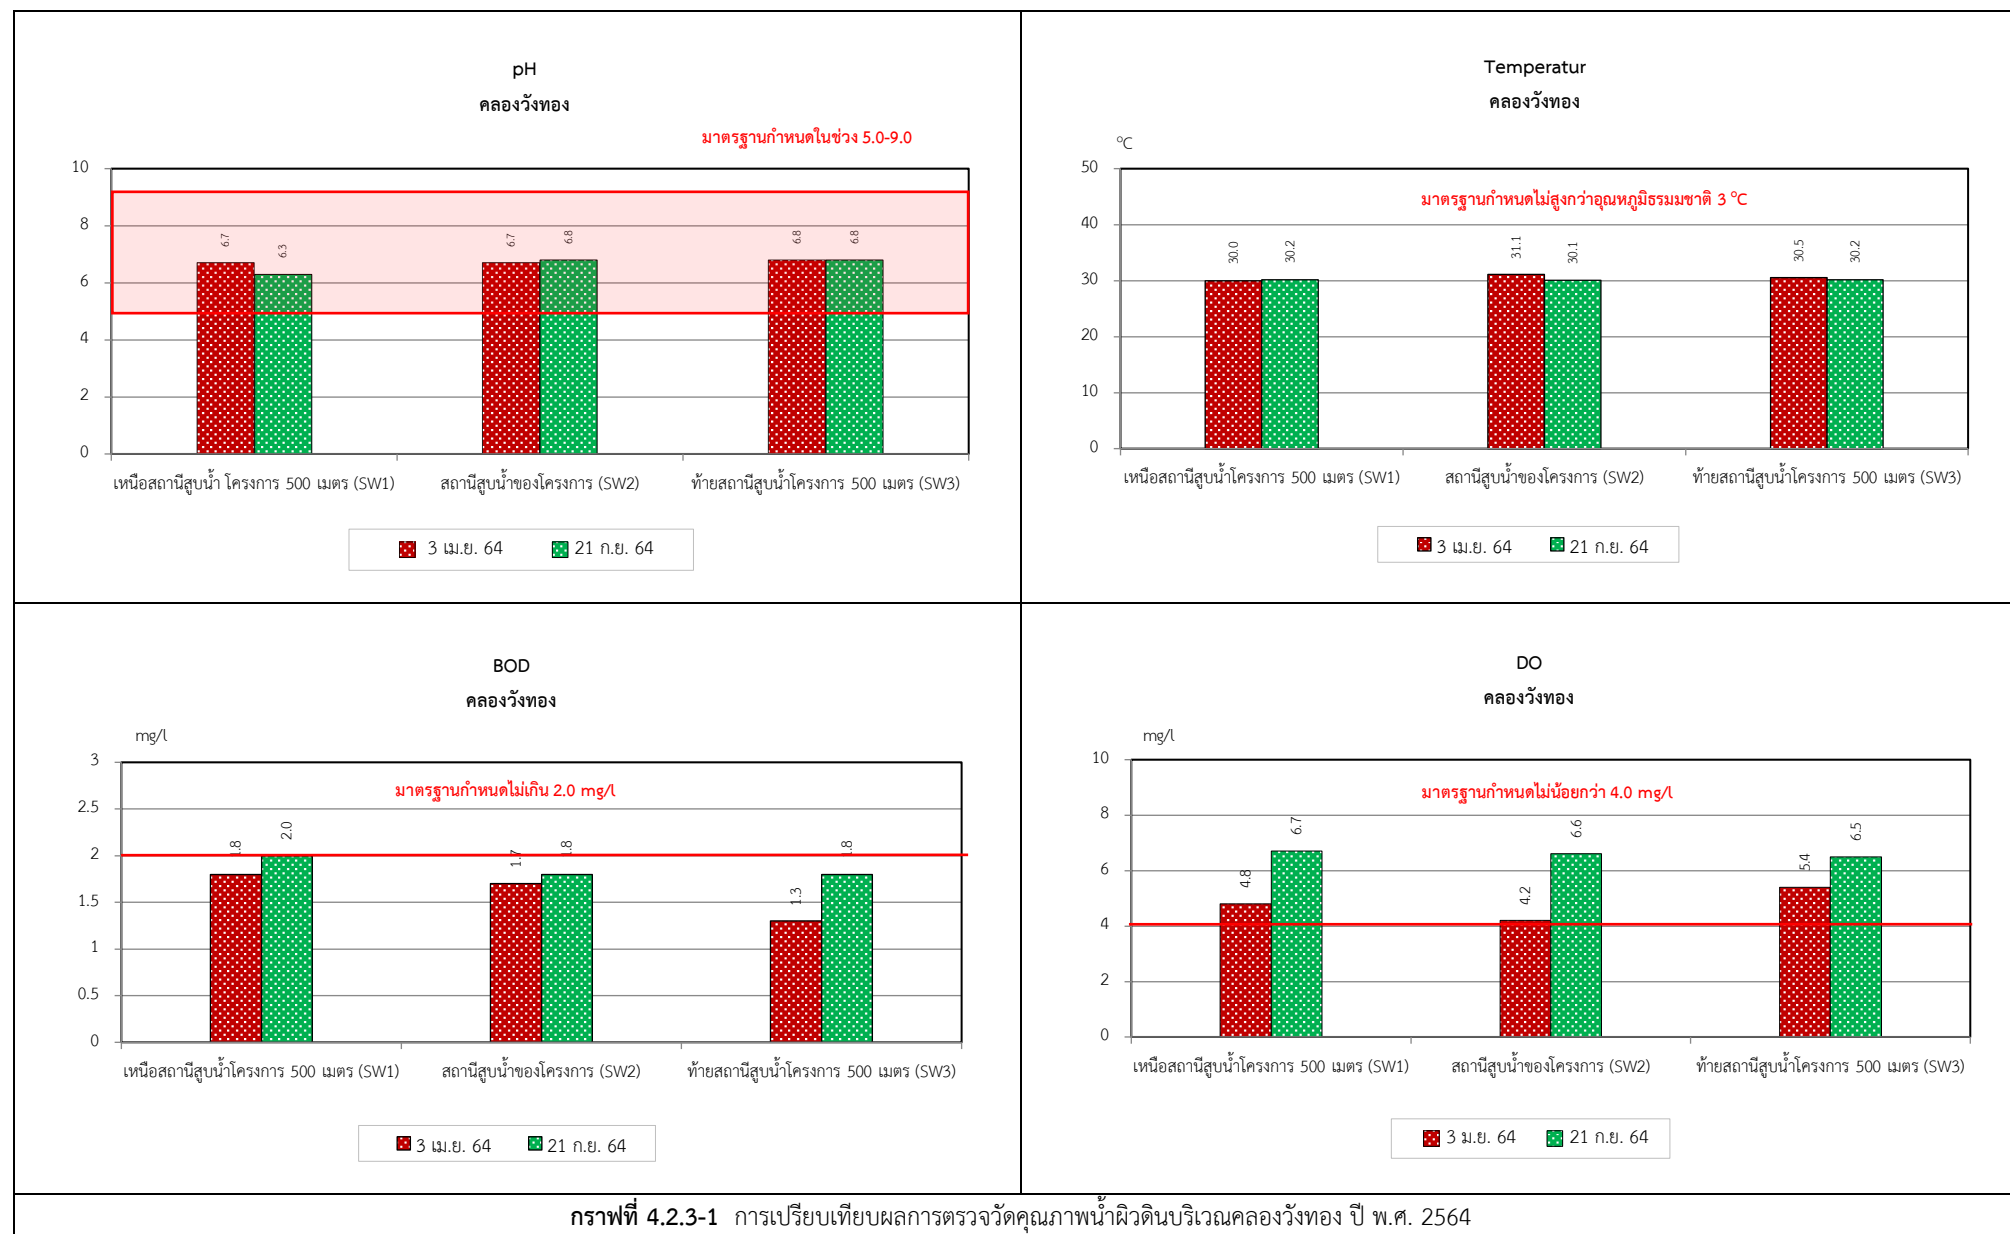 pH
คลองวังทอง
มาตรฐานกำหนดในช่วง 5.0-9.0
10
8
6
4
2
0
6.7
6.3
6.7
6.8
6.8
6.8
เหนือสถานีสูบน้ำ โครงการ 500 เมตร (SW1)
สถานีสูบน้ำของโครงการ (SW2)
ท้ายสถานีสูบน้ำโครงการ 500 เมตร (SW3)
3 เม.ย. 64
21 ก.ย. 64
Temperatur
คลองวังทอง
°C
มาตรฐานกำหนดไม่สูงกว่าอุณหภูมิธรมมชาติ 3 °C
50
40
30
20
10
0
30.0
30.2
31.1
30.1
30.5
30.2
เหนือสถานีสูบน้ำโครงการ 500 เมตร (SW1)
สถานีสูบน้ำของโครงการ (SW2)
ท้ายสถานีสูบน้ำโครงการ 500 เมตร (SW3)
3 เม.ย. 64
21 ก.ย. 64
BOD
คลองวังทอง
mg/l
มาตรฐานกำหนดไม่เกิน 2.0 mg/l
3
2.5
2
1.5
1
0.5
0
1.8
2.0
1.7
1.8
1.3
1.8
เหนือสถานีสูบน้ำโครงการ 500 เมตร (SW1)
สถานีสูบน้ำของโครงการ (SW2)
ท้ายสถานีสูบน้ำโครงการ 500 เมตร (SW3)
3 เม.ย. 64
21 ก.ย. 64
DO
คลองวังทอง
mg/l
มาตรฐานกำหนดไม่น้อยกว่า 4.0 mg/l
10
8
6
4
2
0
4.8
6.7
4.2
6.6
5.4
6.5
เหนือสถานีสูบน้ำโครงการ 500 เมตร (SW1)
สถานีสูบน้ำของโครงการ (SW2)
ท้ายสถานีสูบน้ำโครงการ 500 เมตร (SW3)
3 ม.ย. 64
21 ก.ย. 64
กราฟที่ 4.2.3-1 การเปรียบเทียบผลการตรวจวัดคุณภาพน้ำผิวดินบริเวณคลองวังทอง ปี พ.ศ. 2564